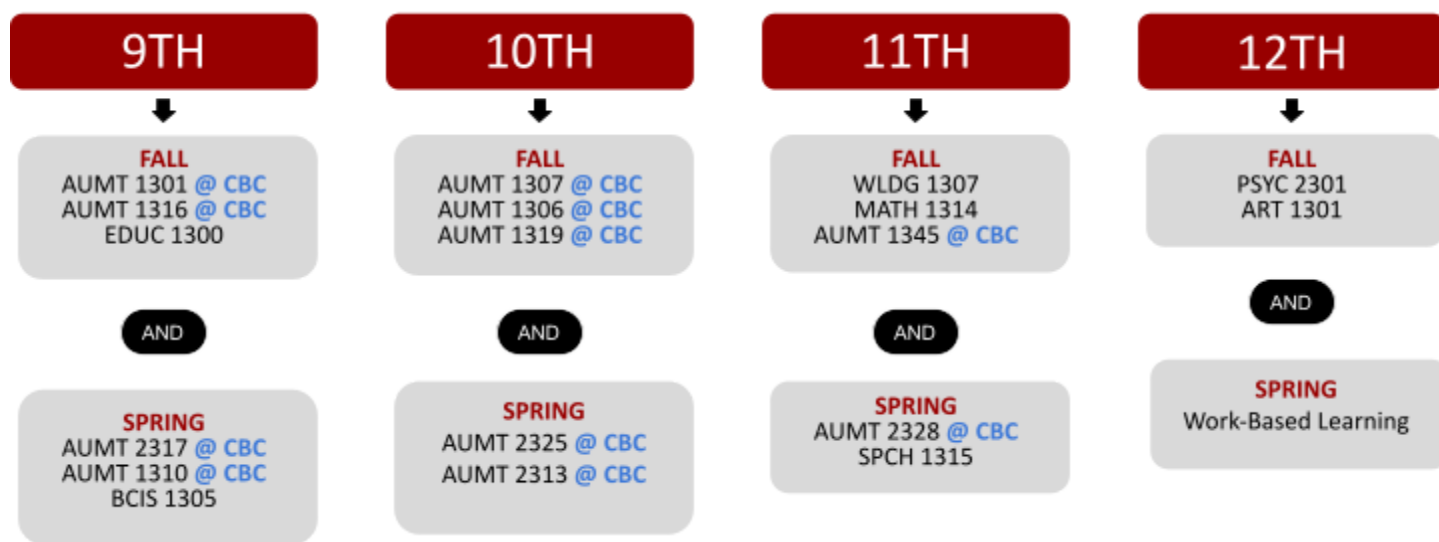 9TH
FALL
AUMT 1301 @ CBC
AUMT 1316 @ CBC
EDUC 1300
AND
SPRING
AUMT 2317 @ CBC
AUMT 1310 @ CBC
BCIS 1305
10TH
FALL
AUMT 1307 @ CBC
AUMT 1306 @ CBC
AUMT 1319 @ CBC
AND
SPRING
AUMT 2325 @ CBC
AUMT 2313 @ CBC
11TH
FALL
WLDG 1307
MATH 1314
AUMT 1345 @ CBC
AND
SPRING
AUMT 2328 @ CBC
SPCH 1315
12TH
FALL
PSYC 2301
ART 1301
AND
SPRING
Work-Based Learning